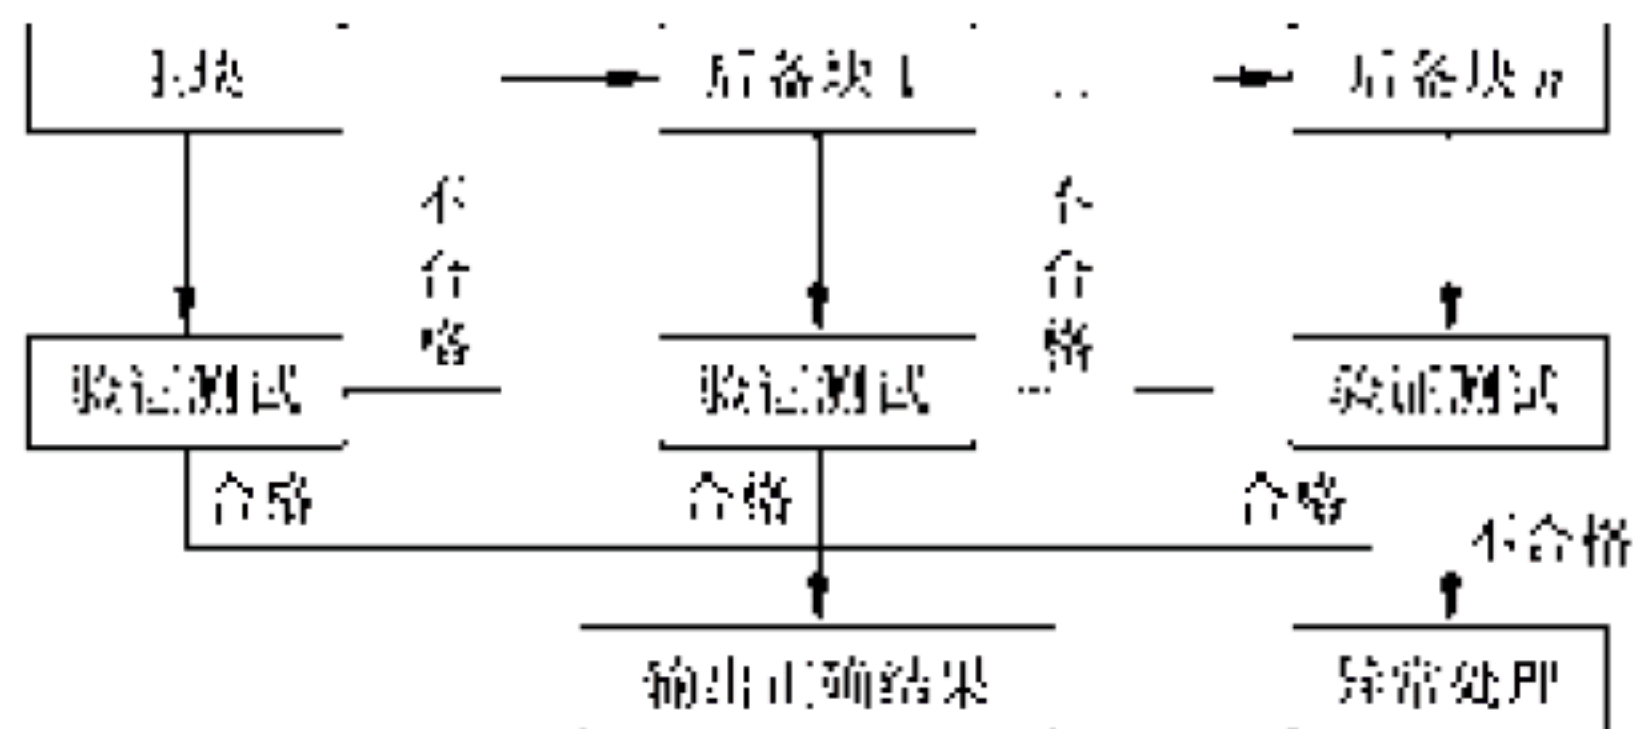 主块 后备块1 .. 后备块n
不合格 不合格
验证测试 验证测试 ... 验证测试
合格 合格 合格
不合格
输出正确结果 异常处理